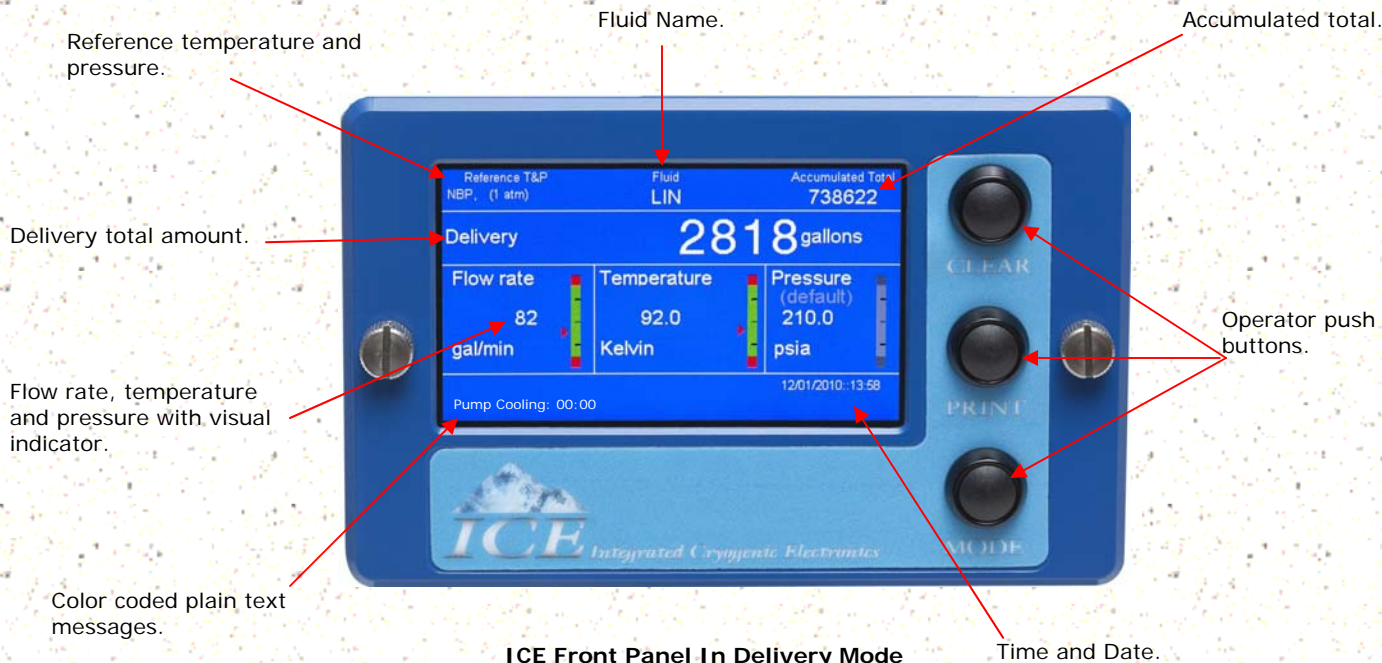 Fluid Name.
Accumulated total.
Reference temperature and
pressure.
Reference T&P
NBP, (1 atm)
Fluid
LIN
Accumulated Total
738622
Delivery total amount.
Delivery
2818 gallons
CLEAR
Flow rate
82
gal/min
Temperature
92.0
Kelvin
Pressure
(default)
210.0
psia
Operator push
buttons.
Flow rate, temperature
and pressure with visual
indicator.
12/01/2010::13:58
Pump Cooling: 00:00
PRINT
ICE Integrated Cryogenic Electronics
MODE
Color coded plain text
messages.
Time and Date.
ICE Front Panel In Delivery Mode